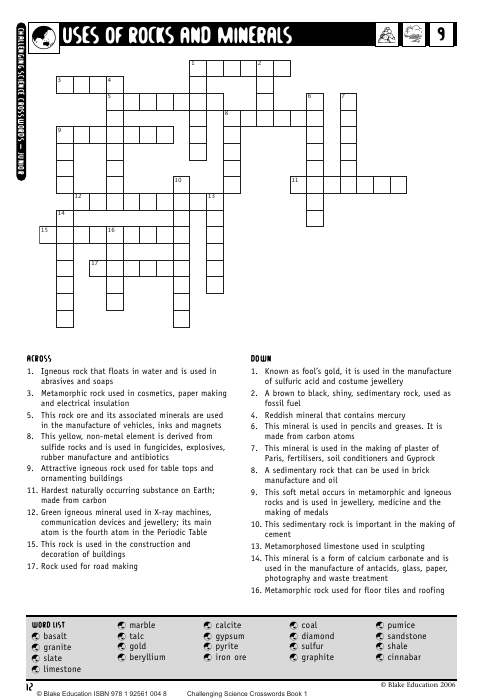 CHALLENGING SCIENCE CROSSWORDS – JUNIOR
USES OF ROCKS AND MINERALS
9
1
2
3
4
5
6
7
8
9
10
11
12
13
14
15
16
17
ACROSS
1. Igneous rock that floats in water and is used in
abrasives and soaps
3. Metamorphic rock used in cosmetics, paper making
and electrical insulation
5. This rock ore and its associated minerals are used
in the manufacture of vehicles, inks and magnets
8. This yellow, non-metal element is derived from
sulfide rocks and is used in fungicides, explosives,
rubber manufacture and antibiotics
9. Attractive igneous rock used for table tops and
ornamenting buildings
11. Hardest naturally occurring substance on Earth;
made from carbon
12. Green igneous mineral used in X-ray machines,
communication devices and jewellery; its main
atom is the fourth atom in the Periodic Table
15. This rock is used in the construction and
decoration of buildings
17. Rock used for road making
DOWN
1. Known as fool's gold, it is used in the manufacture
of sulfuric acid and costume jewellery
2. A brown to black, shiny, sedimentary rock, used as
fossil fuel
4. Reddish mineral that contains mercury
6. This mineral is used in pencils and greases. It is
made from carbon atoms
7. This mineral is used in the making of plaster of
Paris, fertilisers, soil conditioners and Gyprock
8. A sedimentary rock that can be used in brick
manufacture and oil
9. This soft metal occurs in metamorphic and igneous
rocks and is used in jewellery, medicine and the
making of medals
10. This sedimentary rock is important in the making of
cement
13. Metamorphosed limestone used in sculpting
14. This mineral is a form of calcium carbonate and is
used in the manufacture of antacids, glass, paper,
photography and waste treatment
16. Metamorphic rock used for floor tiles and roofing
WORD LIST
basalt
granite
slate
limestone
marble
talc
gold
beryllium
calcite
gypsum
pyrite
iron ore
coal
diamond
sulfur
graphite
pumice
sandstone
shale
cinnabar
12
© Blake Education 2006
© Blake Education ISBN 978 1 92561 004 8 Challenging Science Crosswords Book 1